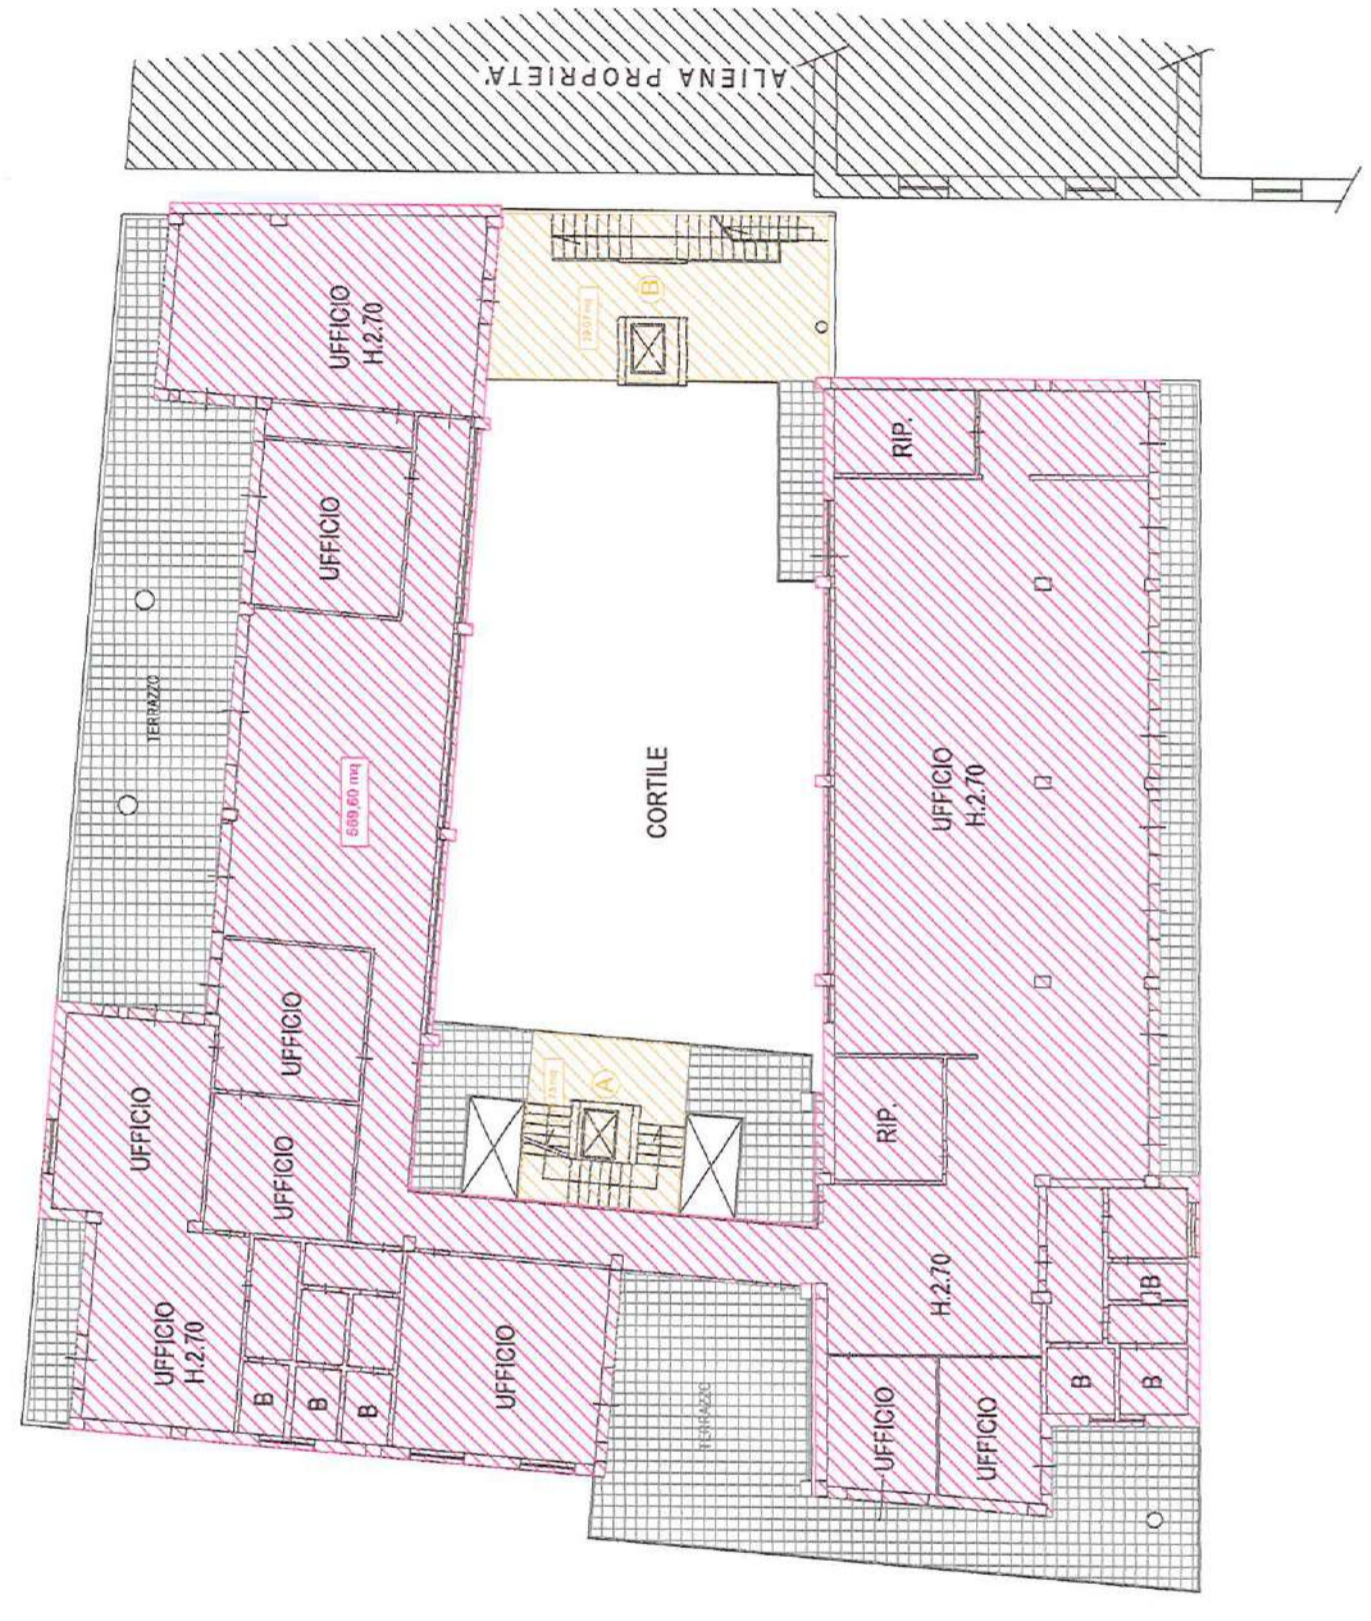 ALIENA PROPRIETA'
UFFICIO
H.2.70
B
RIP.
UFFICIO
TERRAZZO
569,60 mq
CORTILE
UFFICIO
H.2.70
UFFICIO
UFFICIO
UFFICIO
A
RIP.
UFFICIO
H.2.70
B
B
B
UFFICIO
TERRAZZO
H.2.70
B
B
B
UFFICIO
UFFICIO